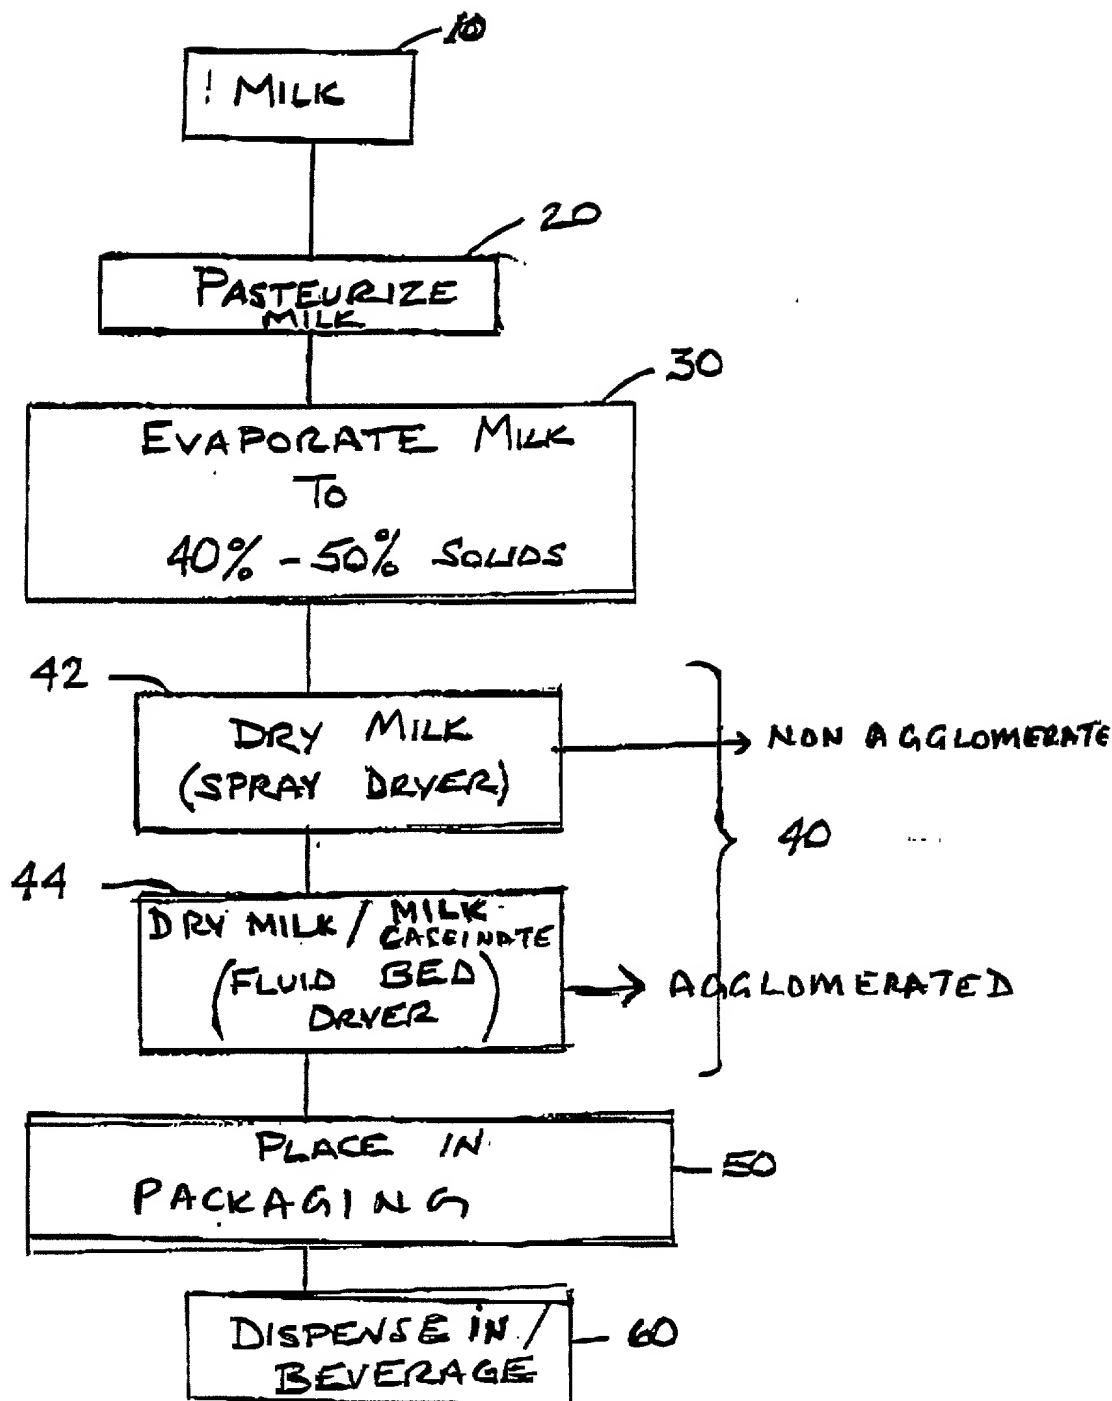 10
! MILK
20
PASTEURIZE
MILK
30
EVAPORATE MILK
TO
40% - 50% SOLIDS
42
DRY MILK
(SPRAY DRYER)
NON AGGLOMERATE
40
44
DRY MILK / MILK
CASEINATE
(FLUID BED
DRYER)
AGGLOMERATED
PLACE IN
PACKAGING
50
DISPENSE IN /
BEVERAGE
60